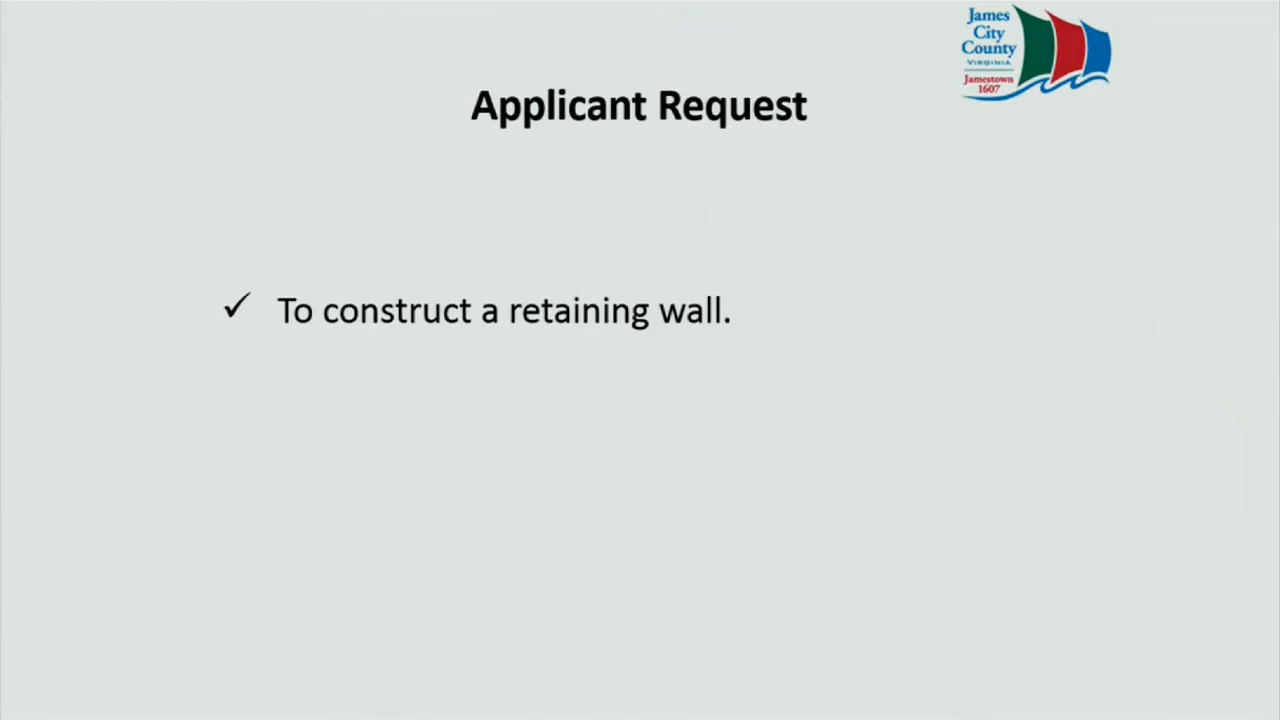 James
City
County
VIRGINIA
Jamestown
1607
Applicant Request
✓ To construct a retaining wall.